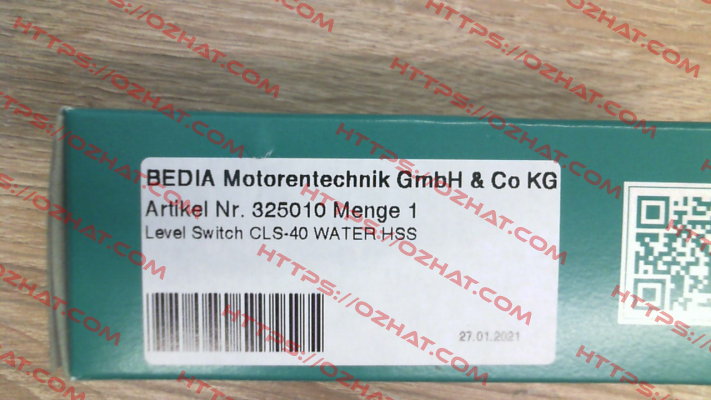 BEDIA Motorentechnik GmbH & Co KG
Artikel Nr. 325010 Menge 1
Level Switch CLS-40 WATER HSS
27.01.2021
HTTPS://OZHAT.COM